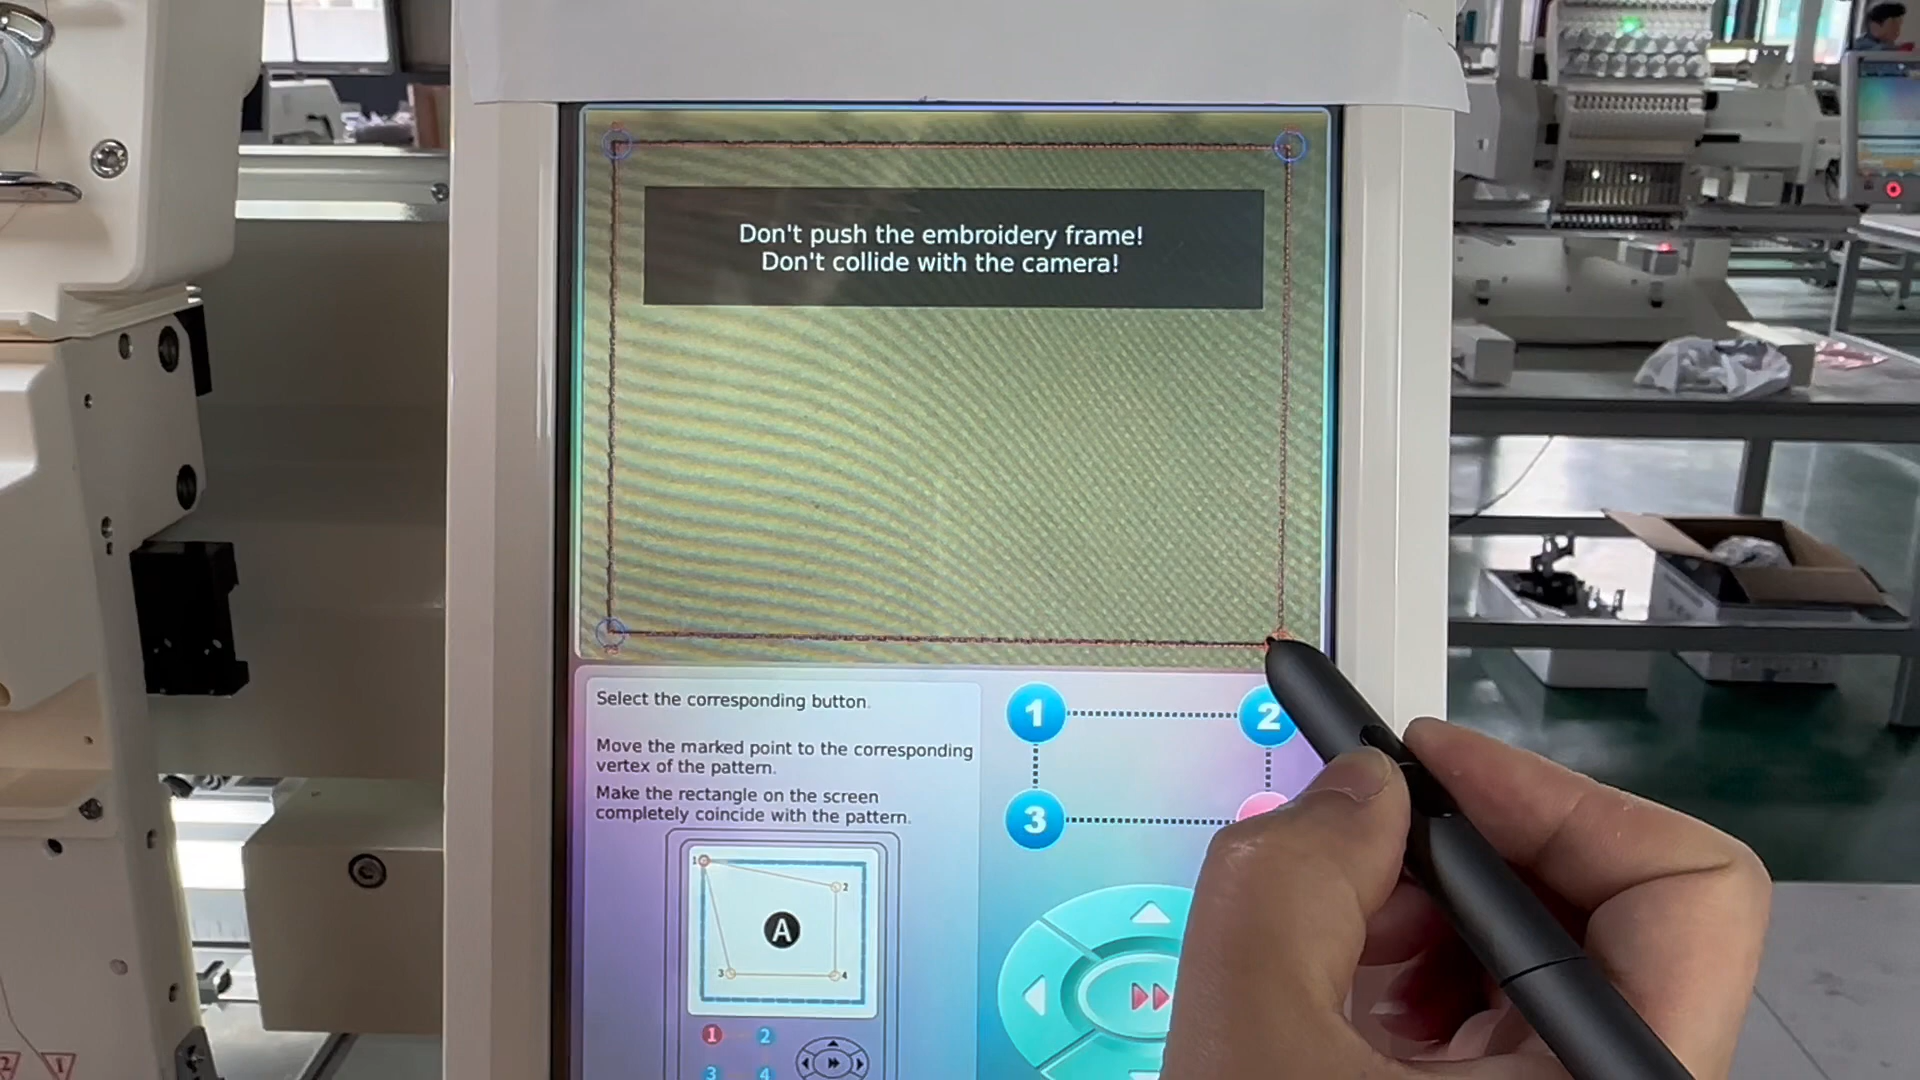 Don't push the embroidery frame!
Don't collide with the camera!
Select the corresponding button.
Move the marked point to the corresponding
vertex of the pattern.
Make the rectangle on the screen
completely coincide with the pattern.
1 2
3
1
2
A
3 4
1 2
3 4
2 1